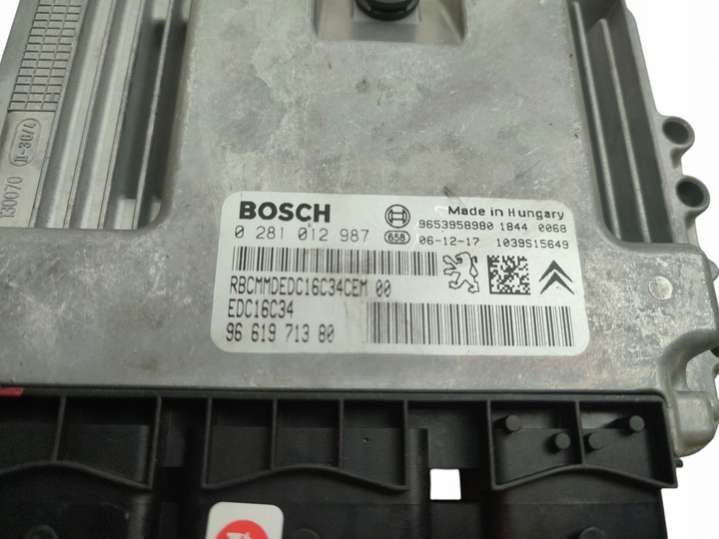 BOSCH
Made in Hungary
9653958980 1844 0068
0 281 012 987
658
06-12-17
1039S15649
RBCMMDEDC16C34CEM 00
EDC16C34
96 619 713 80